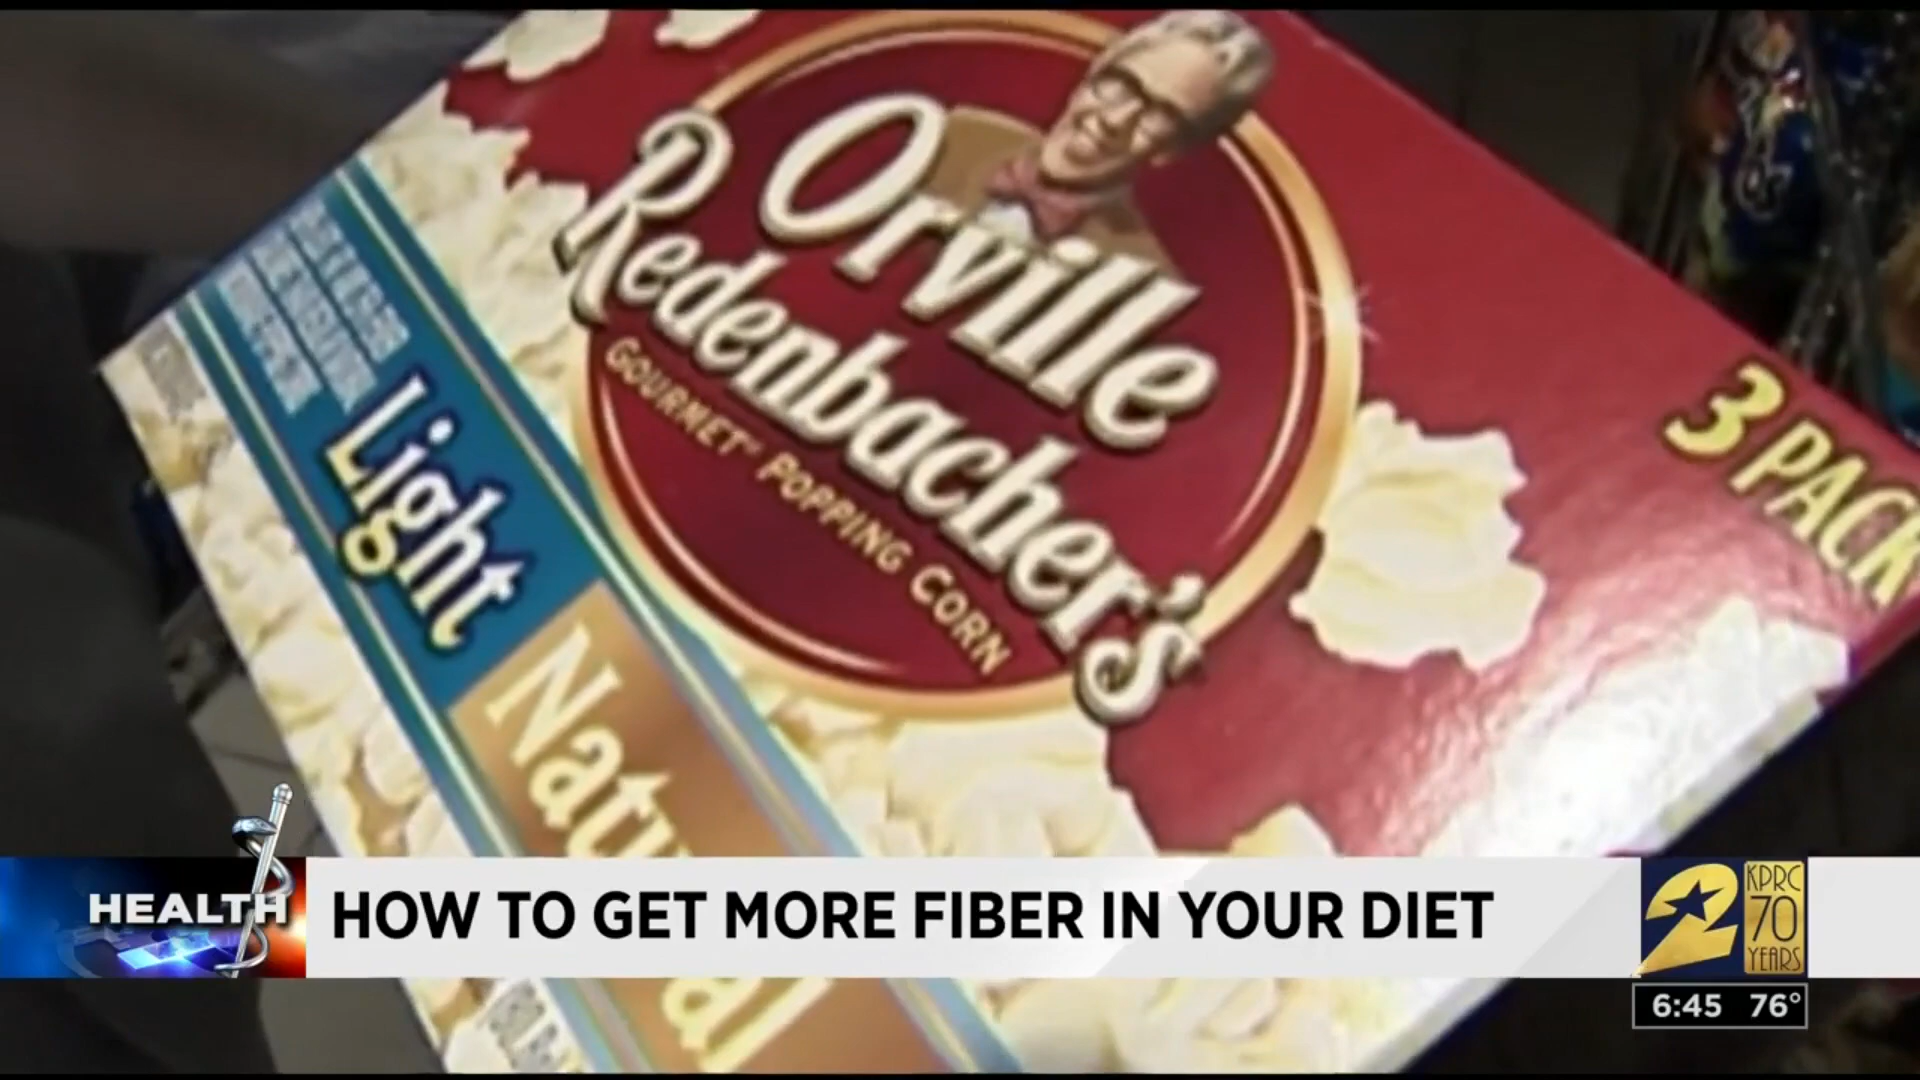 Orville
Redenbacher's
GOURMET POPPING CORN
3 PACK
Light
Natural
HEALTH
HOW TO GET MORE FIBER IN YOUR DIET
2
KPRC
70
YEARS
6:45 76°